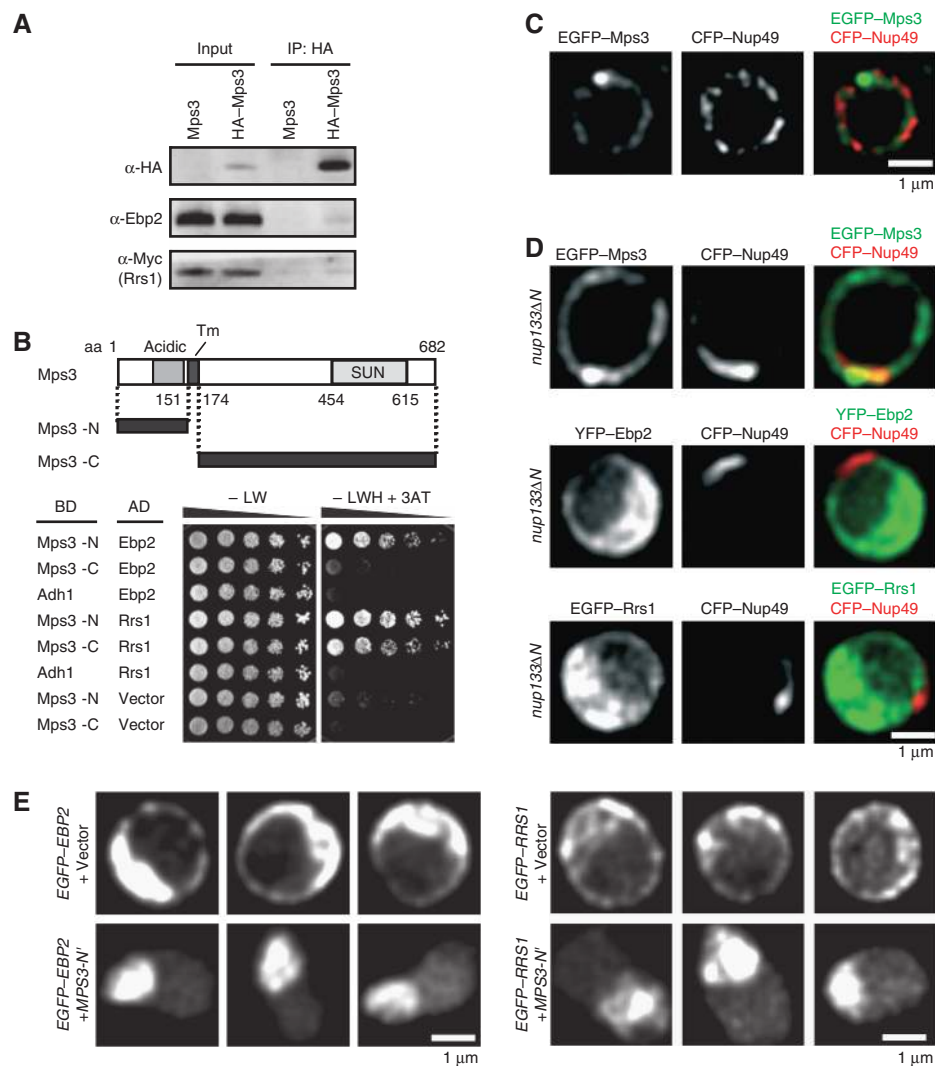 A
Input IP: HA
Mps3 HA–Mps3 Mps3 HA–Mps3
α-HA
α-Ebp2
α-Myc
(Rrs1)
B
Tm
aa 1 Acidic 682
Mps3 SUN
151 174 454 615
Mps3 -N
Mps3 -C
BD AD – LW – LWH + 3AT
Mps3 -N Ebp2
Mps3 -C Ebp2
Adh1 Ebp2
Mps3 -N Rrs1
Mps3 -C Rrs1
Adh1 Rrs1
Mps3 -N Vector
Mps3 -C Vector
C
EGFP–Mps3 CFP–Nup49 EGFP–Mps3
CFP–Nup49
1 μm
D
EGFP–Mps3 CFP–Nup49 EGFP–Mps3
CFP–Nup49
nup133ΔN
YFP–Ebp2 CFP–Nup49 YFP–Ebp2
CFP–Nup49
nup133ΔN
EGFP–Rrs1 CFP–Nup49 EGFP–Rrs1
CFP–Nup49
nup133ΔN
1 μm
E
EGFP–EBP2
+ Vector
EGFP–EBP2
+MPS3-N'
1 μm
EGFP–RRS1
+ Vector
EGFP–RRS1
+MPS3-N'
1 μm